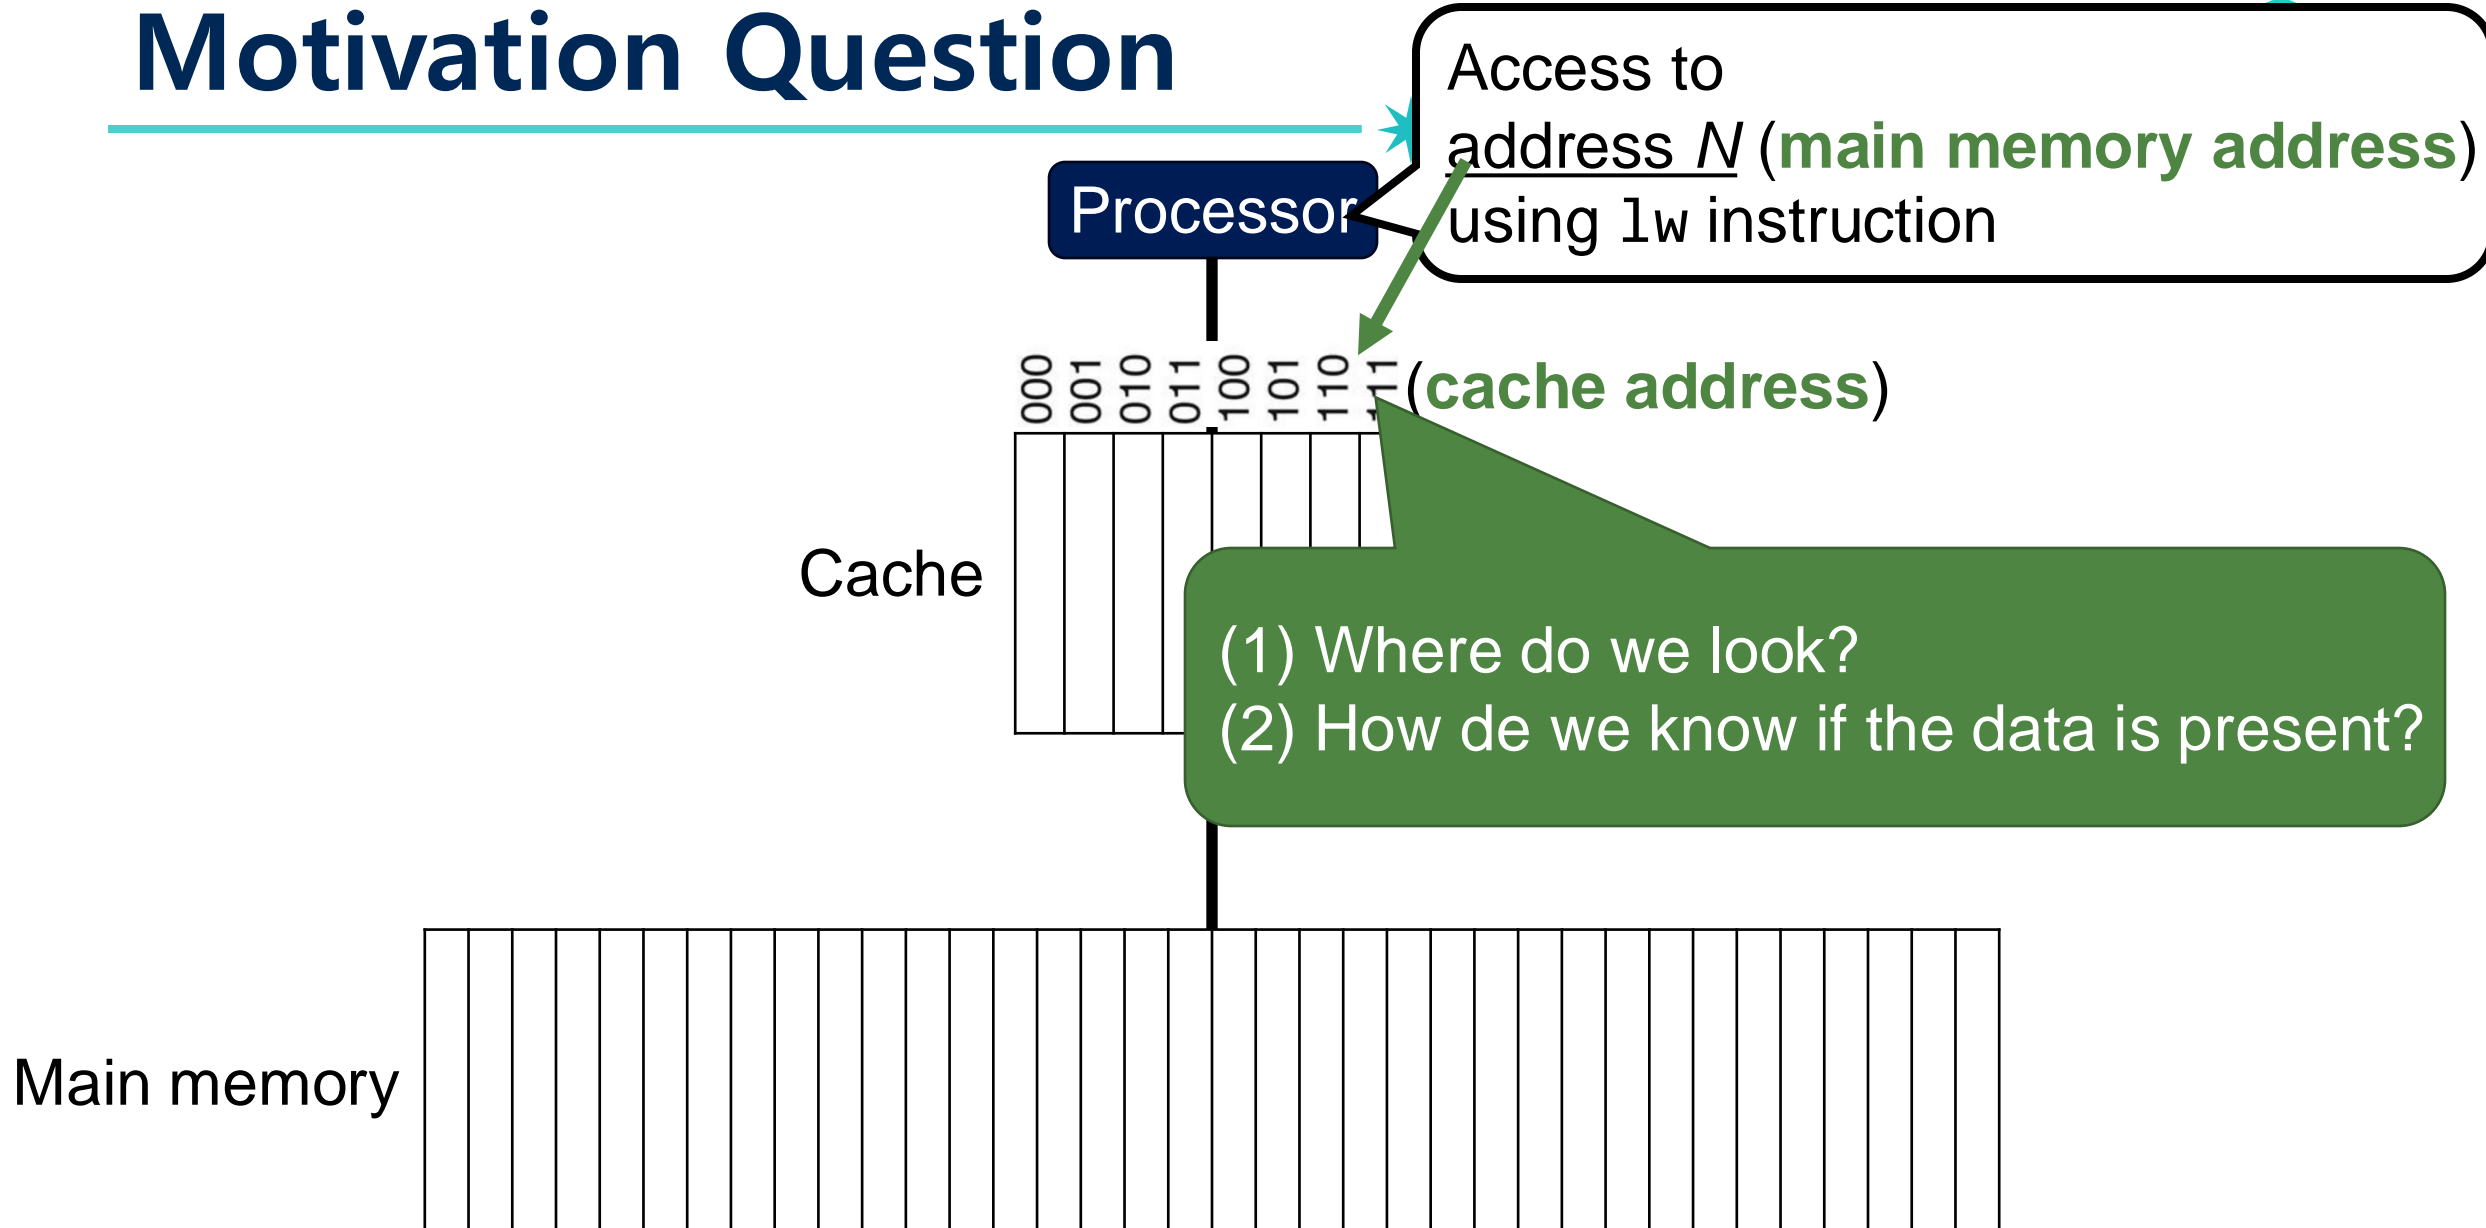 Motivation Question
Access to
address N (main memory address)
using lw instruction
Processor
000
001
010
011
100
101
110
111
(cache address)
Cache
(1) Where do we look?
(2) How de we know if the data is present?
Main memory